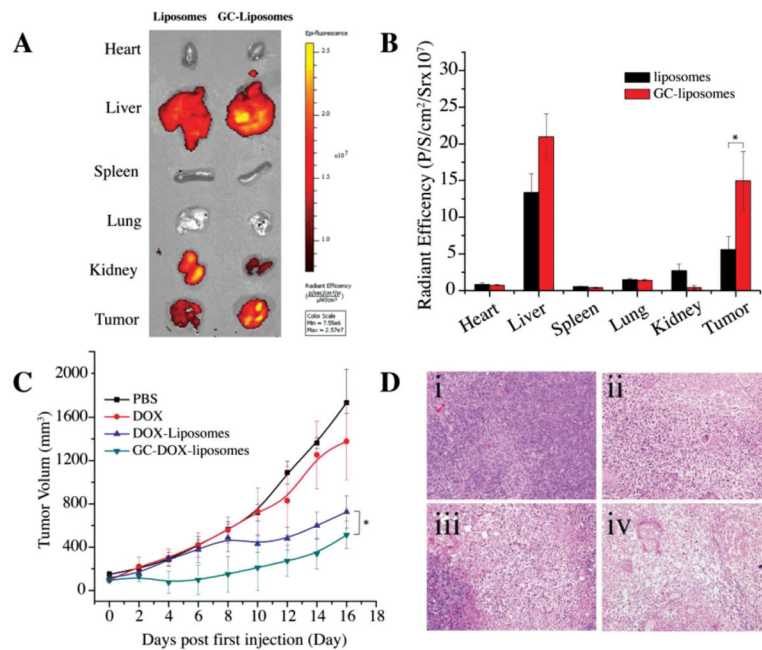 Liposomes GC-Liposomes
A
Heart
Liver
Spleen
Lung
Kidney
Tumor
Epi-fluorescence
2.5
2.0
x10⁷
1.5
1.0
Radiant Efficiency
Color Scale
Min = 7.55e6
Max = 2.57e7
B
liposomes
GC-liposomes
*
Radiant Efficency (P/S/cm²/Srx10⁷)
30
25
20
15
10
5
0
Heart Liver Spleen Lung Kidney Tumor
C
PBS
DOX
DOX-Liposomes
GC-DOX-liposomes
*
Tumor Volum (mm³)
2000
1600
1200
800
400
0
0 2 4 6 8 10 12 14 16 18
Days post first injection (Day)
D
i
ii
iii
iv